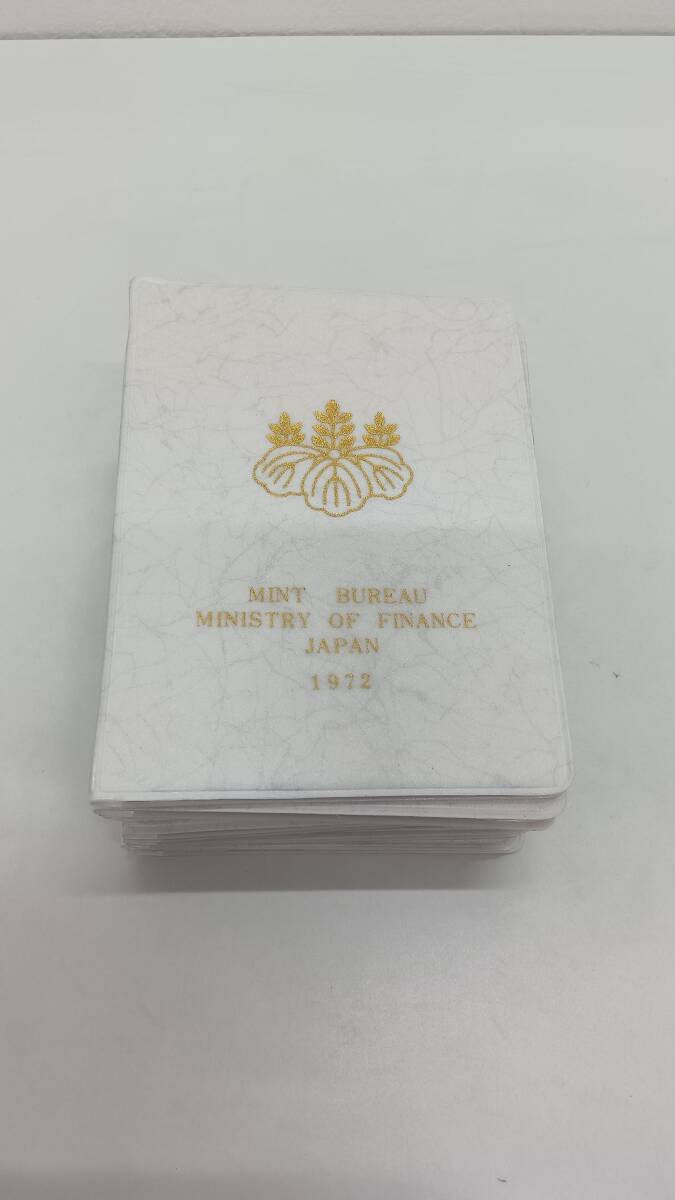 MINT BUREAU
MINISTRY OF FINANCE
JAPAN
1972